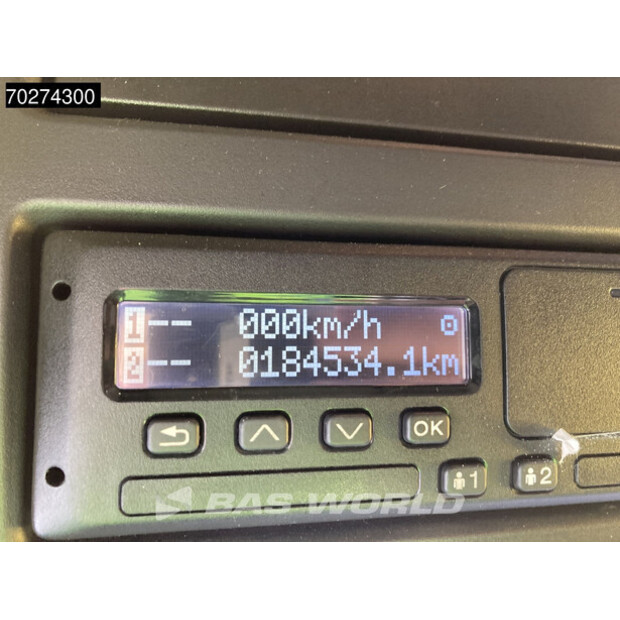 70274300
1-- 000km/h o
2-- 0184534.1km
OK
1 2
BAS WORLD